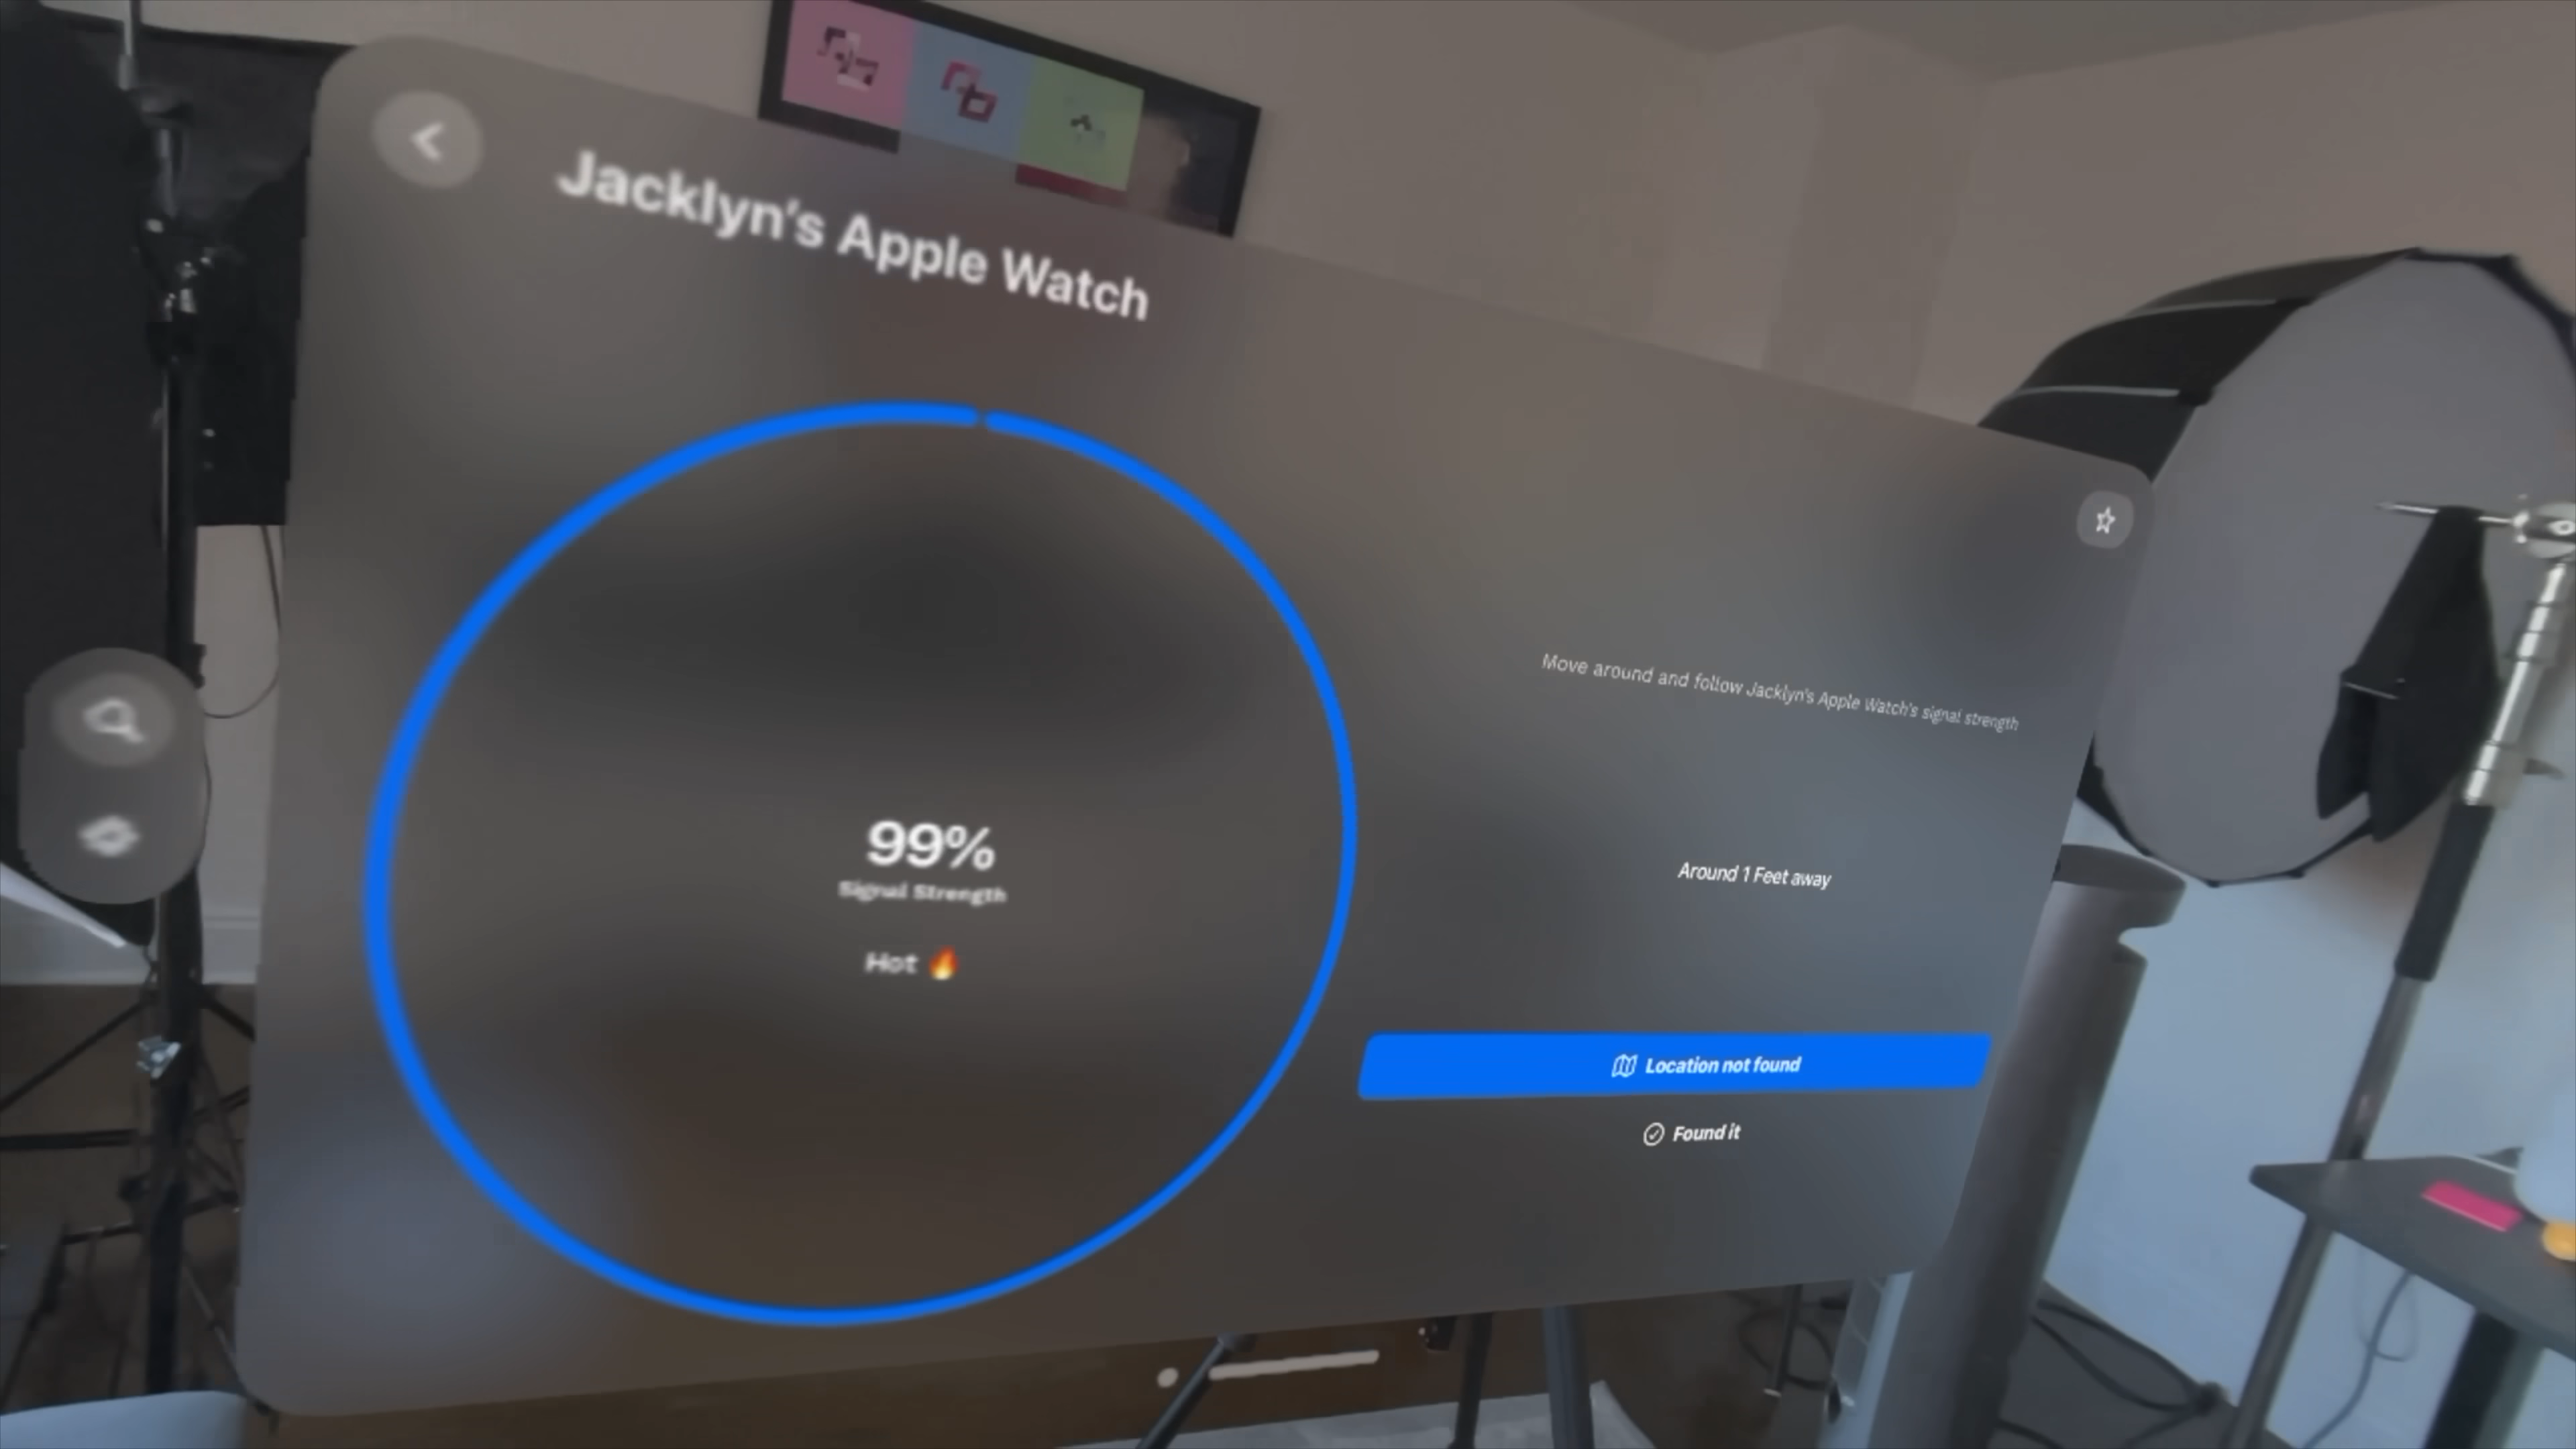 Jacklyn's Apple Watch
99%
Signal Strength
Hot 🔥
Move around and follow Jacklyn's Apple Watch's signal strength
Around 1 Feet away
Location not found
Found it